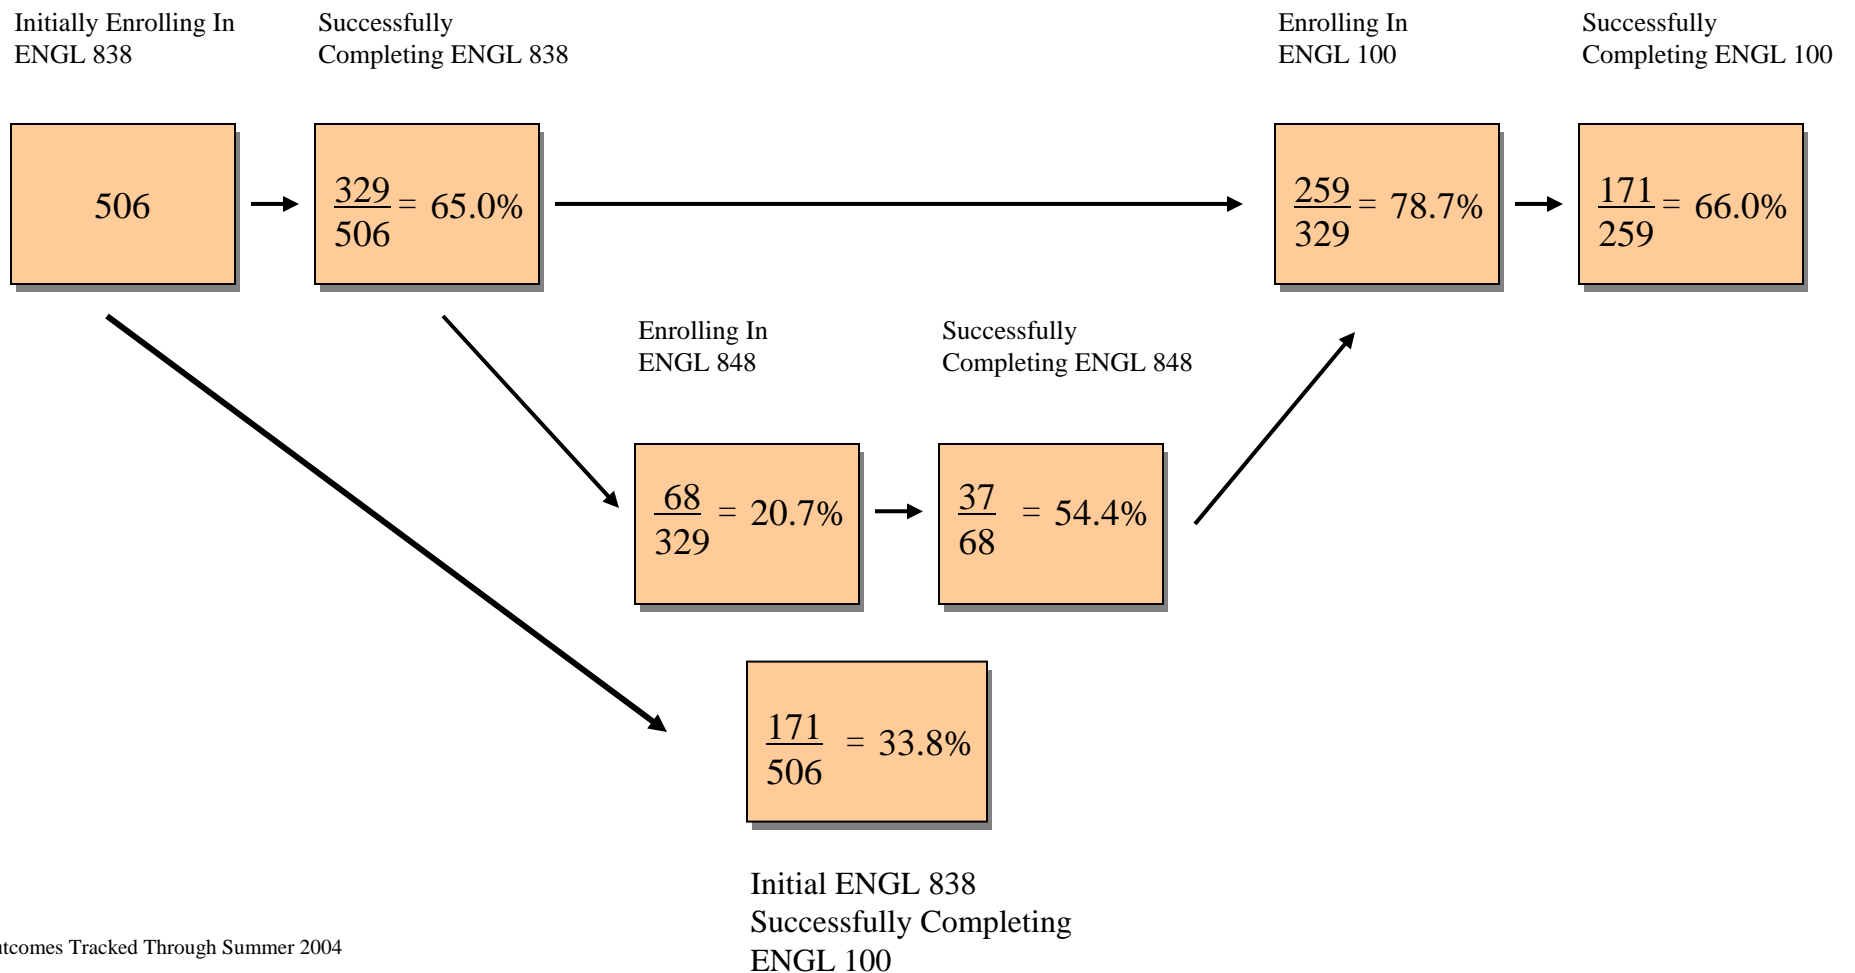 Initially Enrolling In
ENGL 838
Successfully
Completing ENGL 838
Enrolling In
ENGL 100
Successfully
Completing ENGL 100
506
329
506
= 65.0%
259
329
= 78.7%
171
259
= 66.0%
Enrolling In
ENGL 848
Successfully
Completing ENGL 848
68
329
= 20.7%
37
68
= 54.4%
171
506
= 33.8%
Initial ENGL 838
Successfully Completing
ENGL 100
utcomes Tracked Through Summer 2004